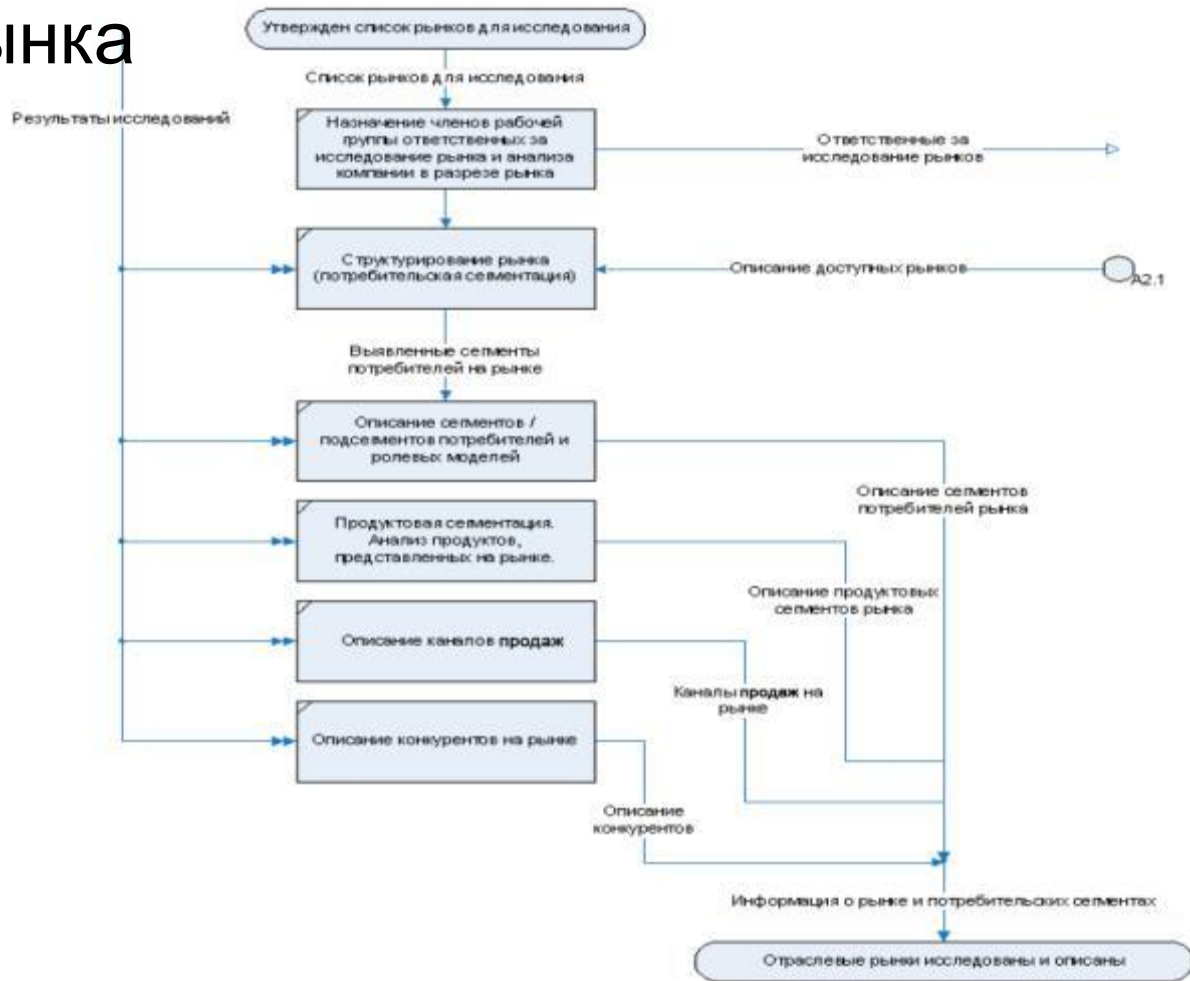 ынка
Утвержден список рынков для исследования
Список рынков для исследования
Результаты исследований
Назначение членов рабочей
группы ответственных за
исследование рынка и анализа
компании в разрезе рынка
Ответственные за
исследование рынков
Структурирование рынка
(потребительская сегментация)
Описание доступных рынков
A2.1
Выявленные сегменты
потребителей на рынке
Описание сегментов /
подсегментов потребителей и
ролевых моделей
Описание сегментов
потребителей рынка
Продуктовая сегментация.
Анализ продуктов,
представленных на рынке.
Описание продуктовых
сегментов рынка
Описание каналов продаж
Каналы продаж на
рынке
Описание конкурентов на рынке
Описание
конкурентов
Информация о рынке и потребительских сегментах
Отраслевые рынки исследованы и описаны